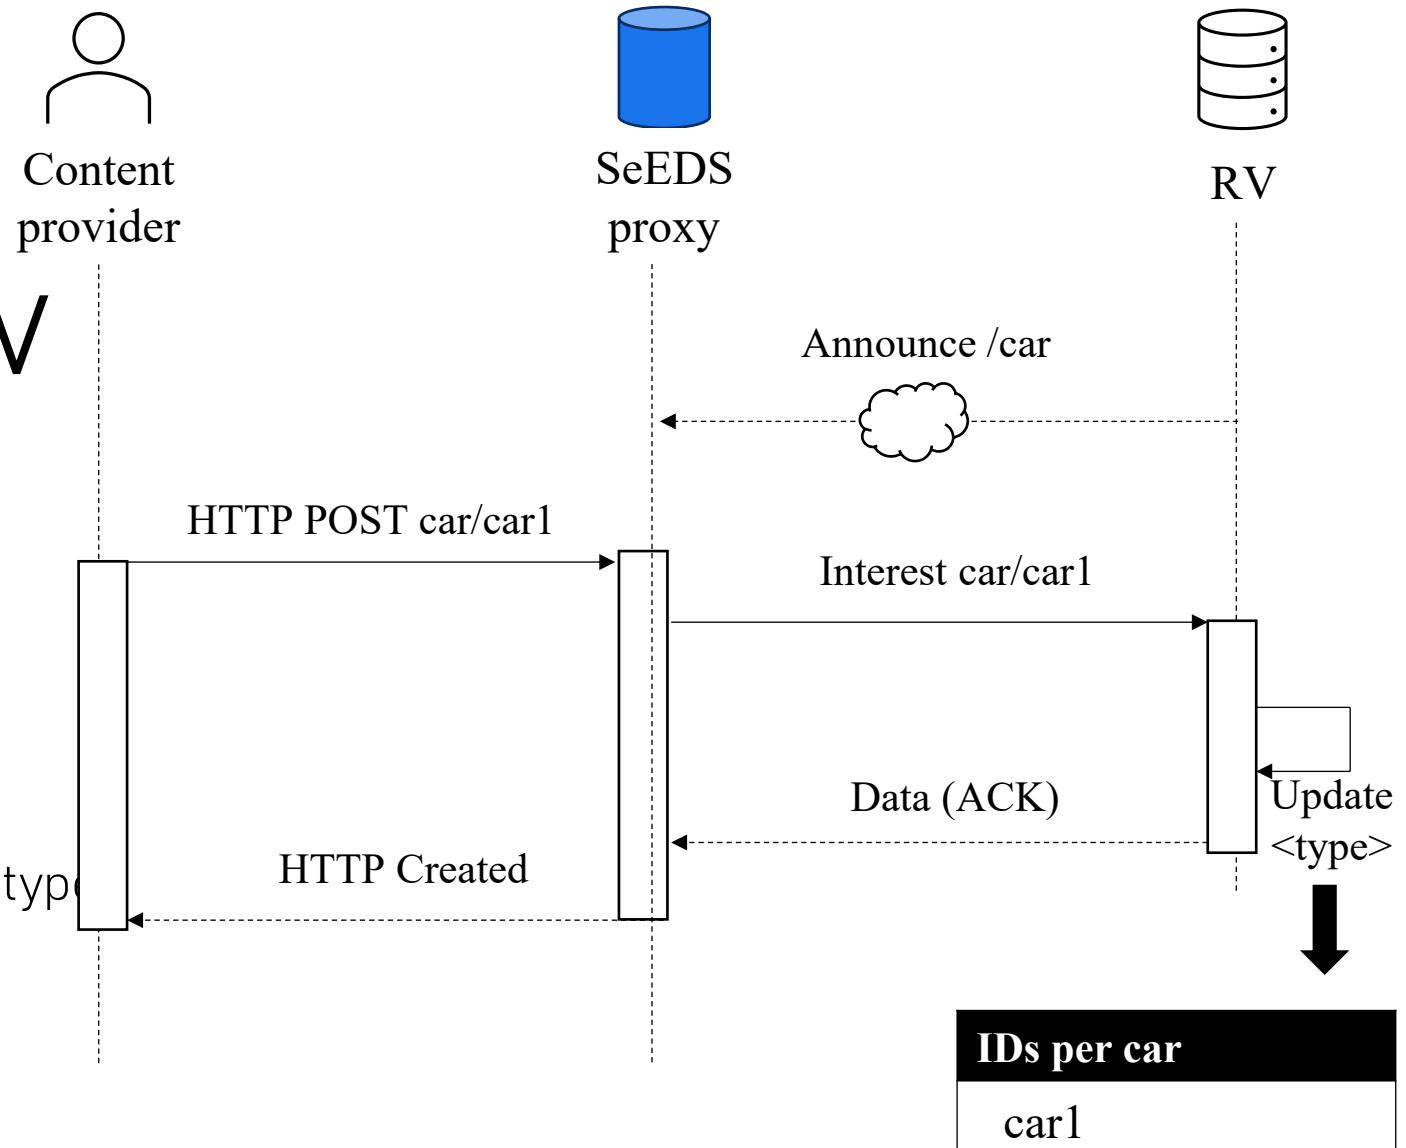 Content
provider
SeEDS
proxy
RV
V
Announce /car
HTTP POST car/car1
Interest car/car1
Data (ACK)
Update
<type>
HTTP Created
IDs per car
car1